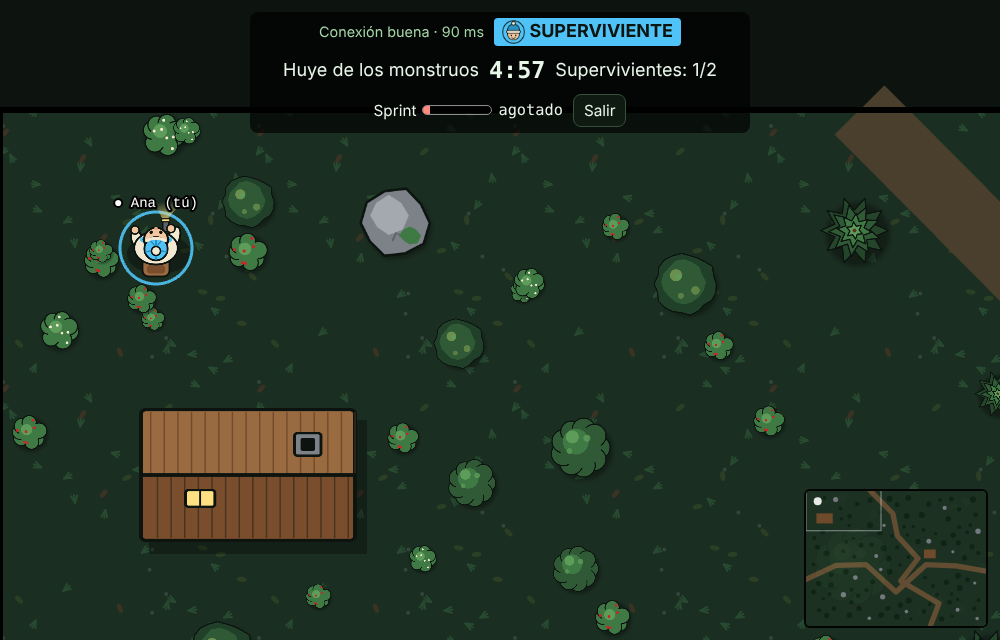 Conexión buena · 90 ms SUPERVIVIENTE
Huye de los monstruos 4:57 Supervivientes: 1/2
Sprint agotado Salir
Ana (tú)